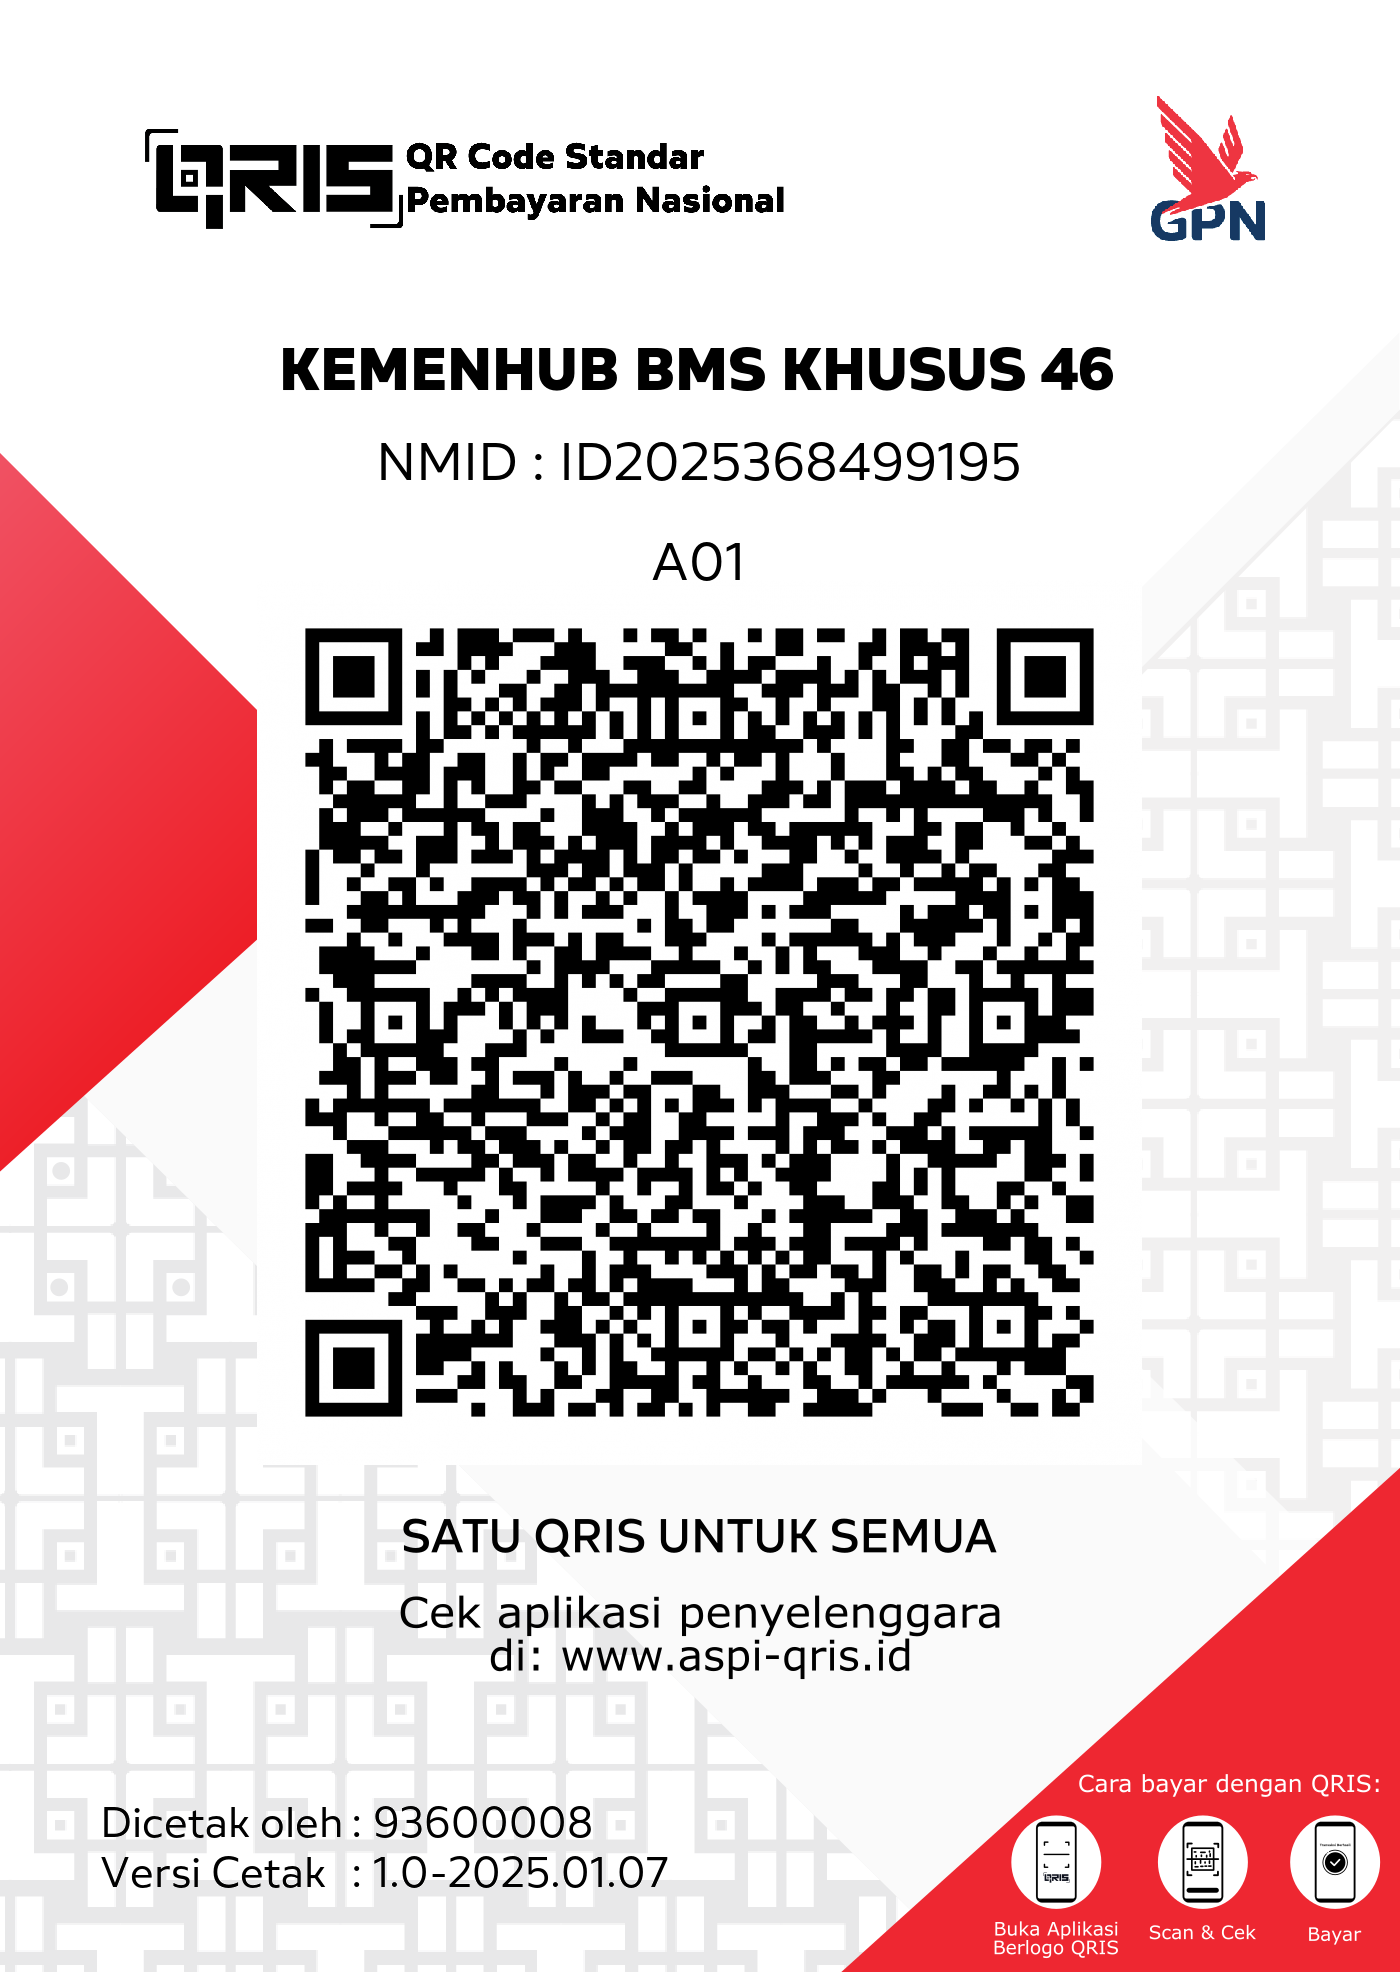 QRIS QR Code Standar
Pembayaran Nasional
GPN
KEMENHUB BMS KHUSUS 46
NMID : ID2025368499195
A01
SATU QRIS UNTUK SEMUA
Cek aplikasi penyelenggara
di: www.aspi-qris.id
Dicetak oleh : 93600008
Versi Cetak : 1.0-2025.01.07
Cara bayar dengan QRIS:
QRIS
Buka Aplikasi
Berlogo QRIS
Scan & Cek
Bayar